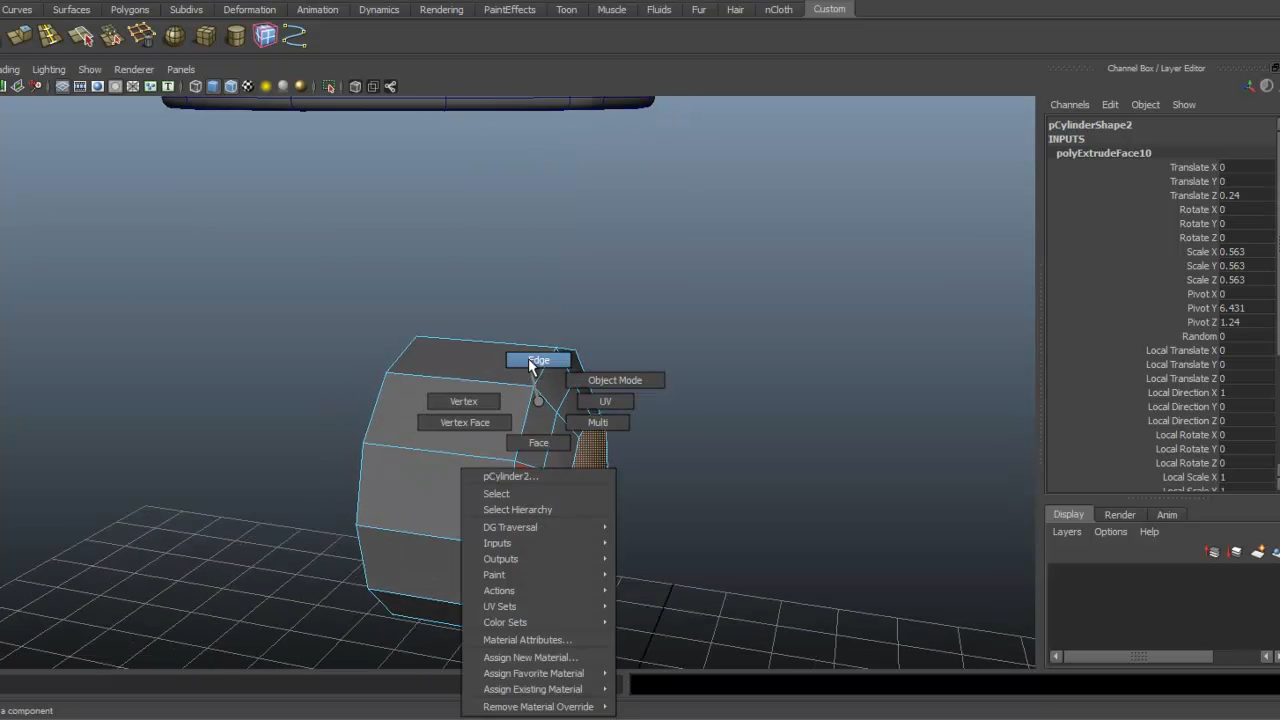 Curves Surfaces Polygons Subdivs Deformation Animation Dynamics Rendering PaintEffects Toon Muscle Fluids Fur Hair nCloth Custom
ading Lighting Show Renderer Panels
T
Channel Box / Layer Editor
Channels Edit Object Show
pCylinderShape2
INPUTS
polyExtrudeFace10
Translate X 0
Translate Y 0
Translate Z 0.24
Rotate X 0
Rotate Y 0
Rotate Z 0
Scale X 0.563
Scale Y 0.563
Scale Z 0.563
Pivot X 0
Pivot Y 6.431
Pivot Z 1.24
Random 0
Local Translate X 0
Local Translate Y 0
Local Translate Z 0
Local Direction X 1
Local Direction Y 0
Local Direction Z 0
Local Rotate X 0
Local Rotate Y 0
Local Rotate Z 0
Local Scale X 1
Local Scale Y 1
Display Render Anim
Layers Options Help
Edge
Object Mode
Vertex UV
Vertex Face Multi
Face
pCylinder2...
Select
Select Hierarchy
DG Traversal
Inputs
Outputs
Paint
Actions
UV Sets
Color Sets
Material Attributes...
Assign New Material...
Assign Favorite Material
Assign Existing Material
Remove Material Override
a component